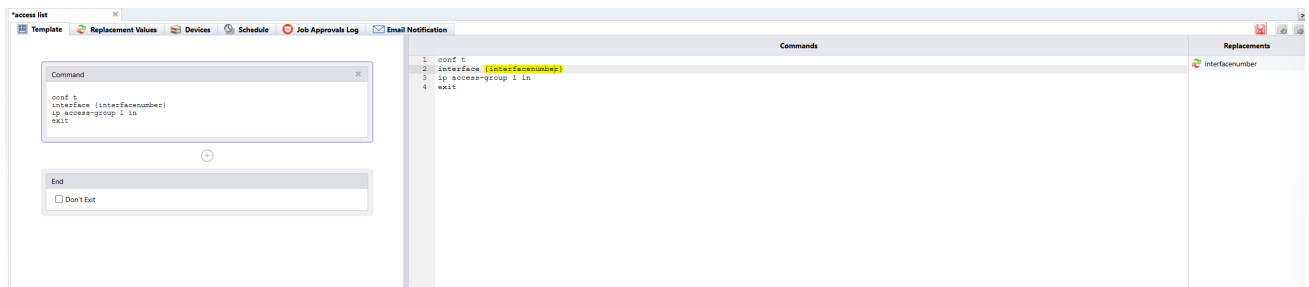 *access list
Template Replacement Values Devices Schedule Job Approvals Log Email Notification
Commands
Replacements
Command
conf t
interface {interfacenumber}
ip access-group 1 in
exit
End
Don't Exit
1 conf t
2 interface {interfacenumber}
3 ip access-group 1 in
4 exit
interfacenumber